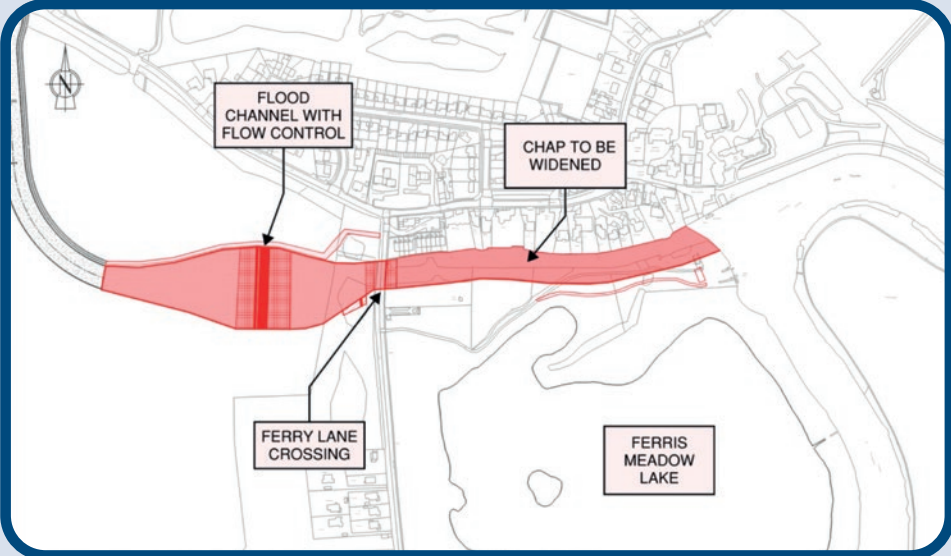 N
FLOOD
CHANNEL WITH
FLOW CONTROL
CHAP TO BE
WIDENED
FERRY LANE
CROSSING
FERRIS
MEADOW
LAKE